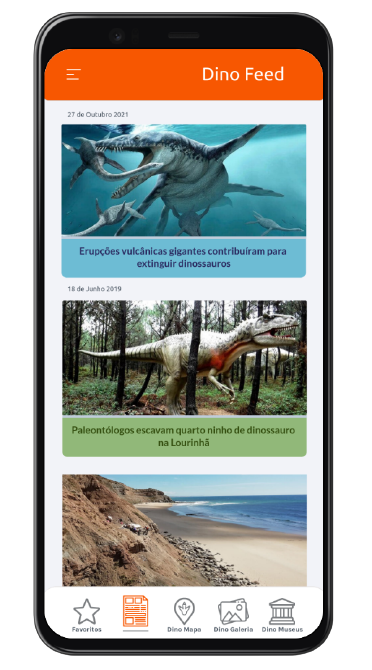 Dino Feed
27 de Outubro 2021
Erupções vulcânicas gigantes contribuíram para
extinguir dinossauros
18 de Junho 2019
Paleontólogos escavam quarto ninho de dinossauro
na Lourinhã
Favoritos
Dino Mapa
Dino Galeria
Dino Museus